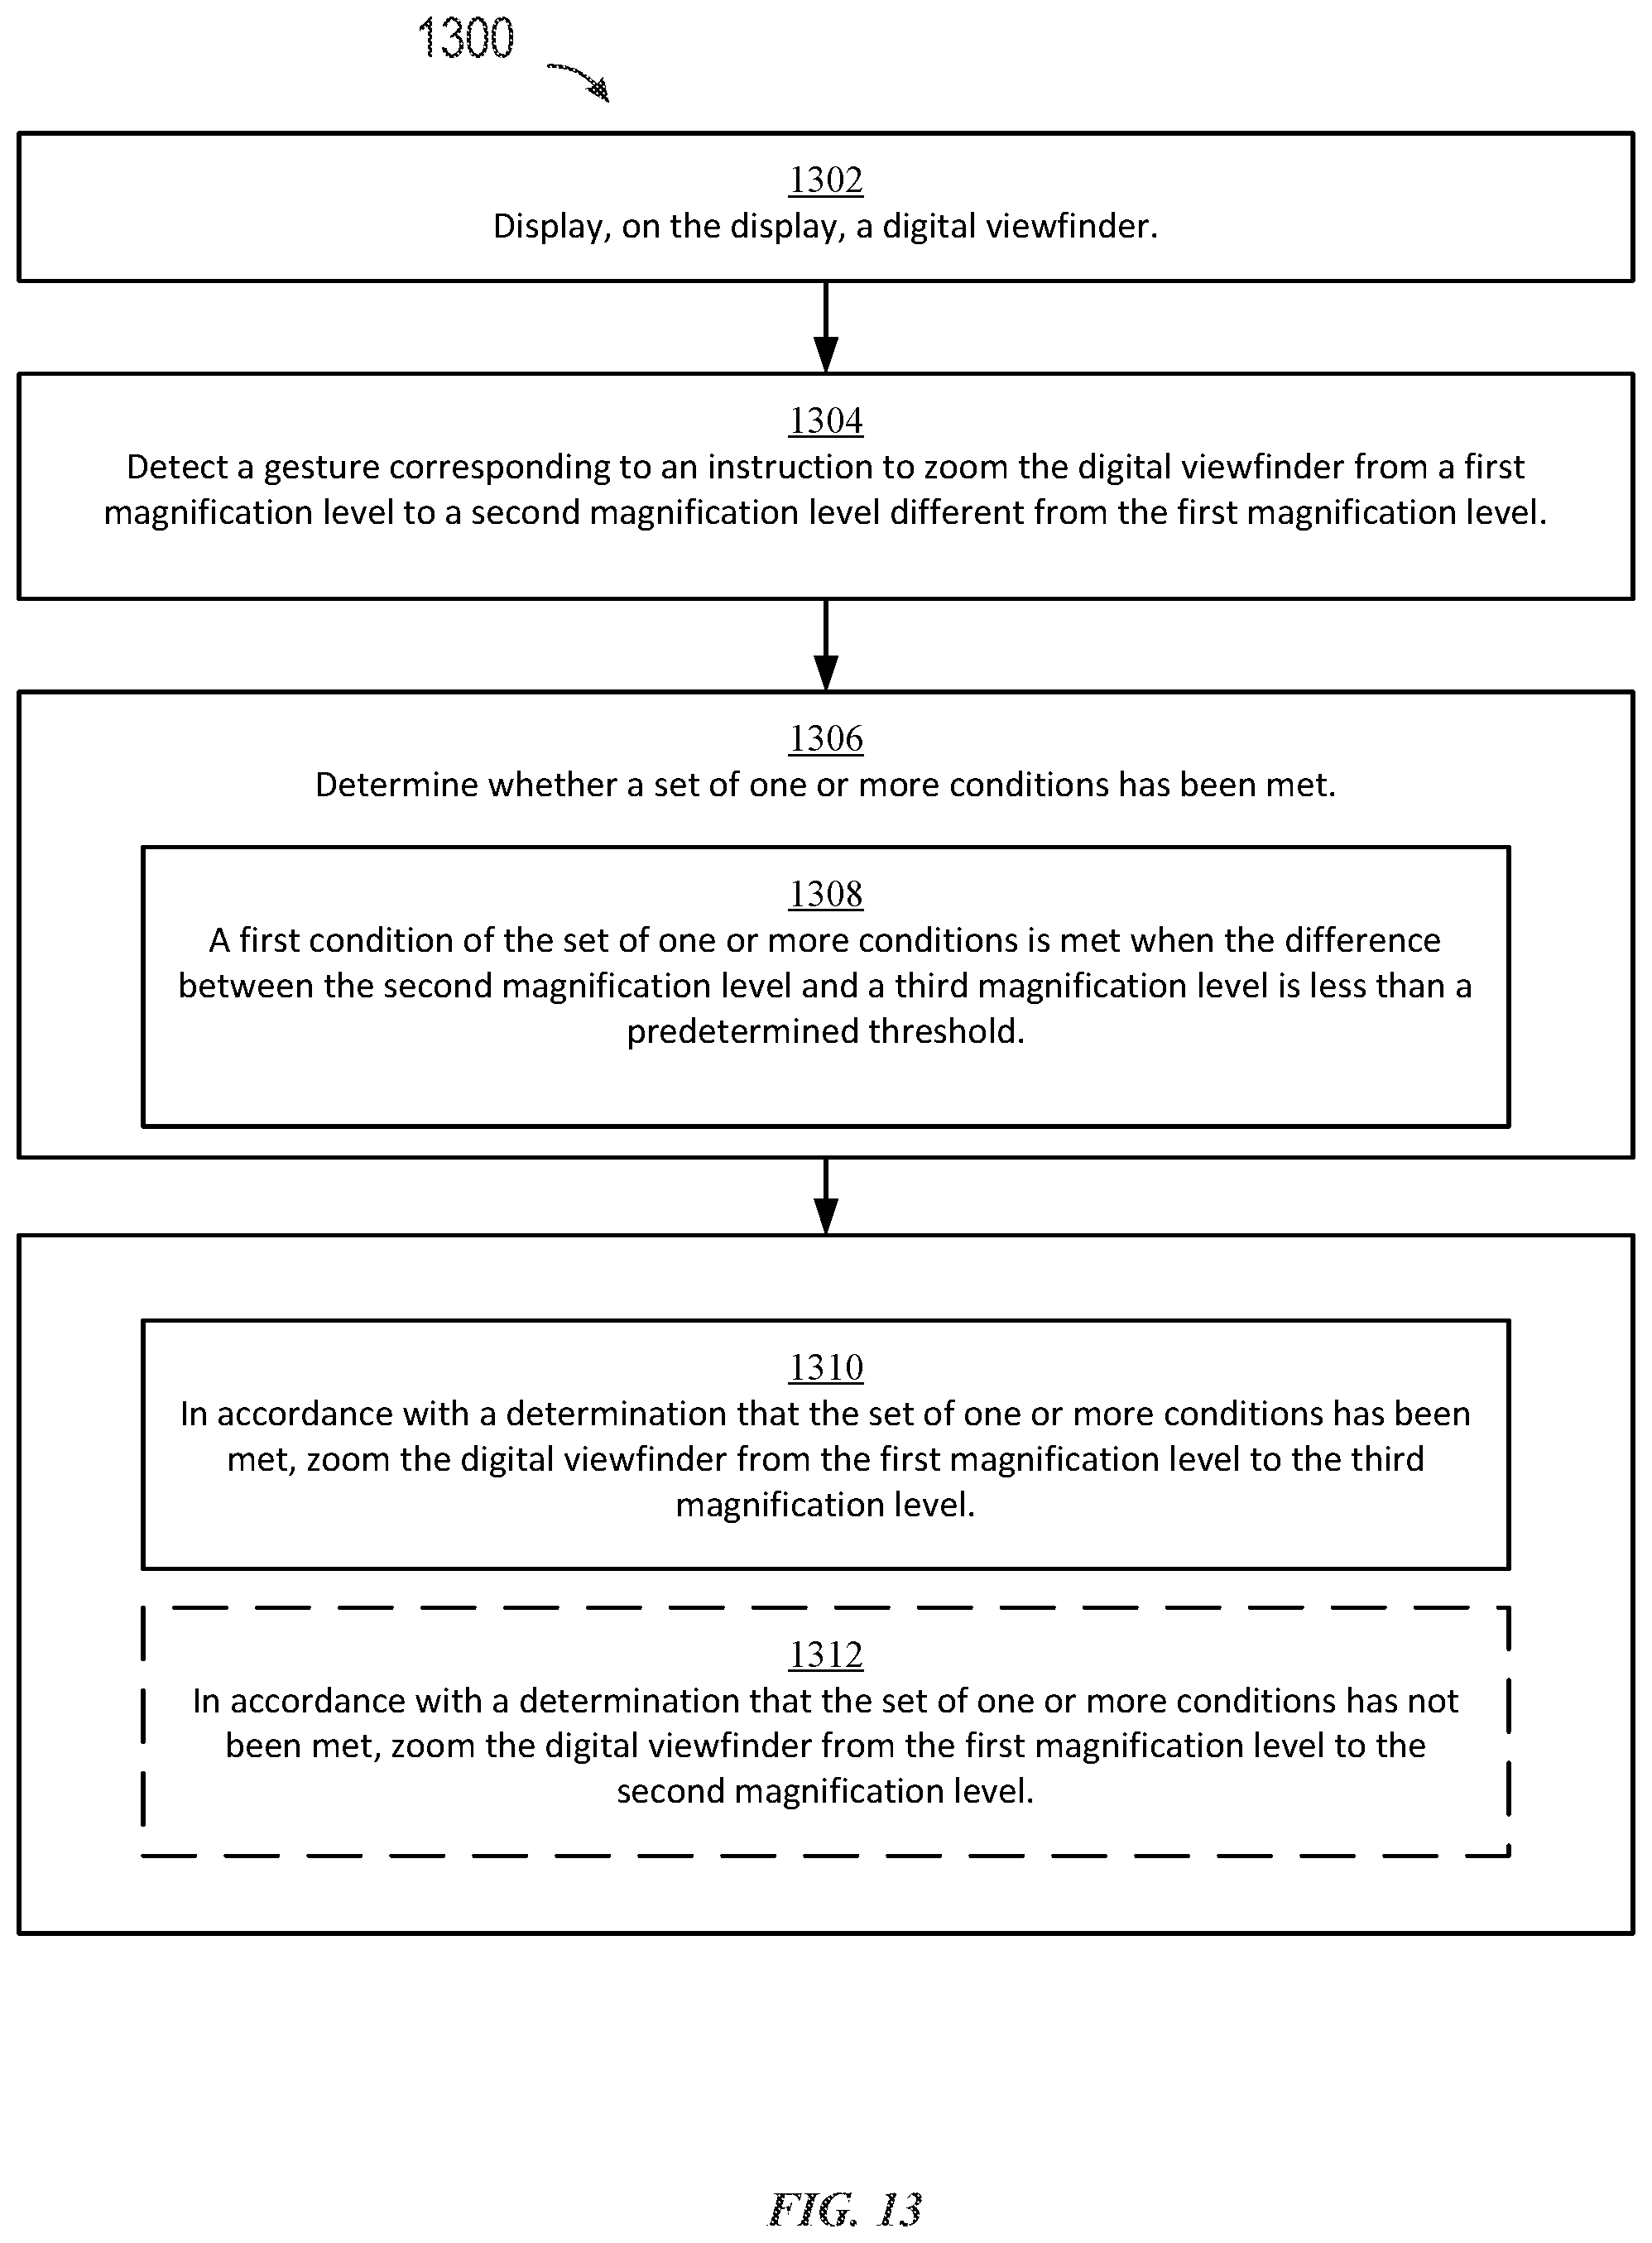 1300
1302
Display, on the display, a digital viewfinder.
1304
Detect a gesture corresponding to an instruction to zoom the digital viewfinder from a first
magnification level to a second magnification level different from the first magnification level.
1306
Determine whether a set of one or more conditions has been met.
1308
A first condition of the set of one or more conditions is met when the difference
between the second magnification level and a third magnification level is less than a
predetermined threshold.
1310
In accordance with a determination that the set of one or more conditions has been
met, zoom the digital viewfinder from the first magnification level to the third
magnification level.
1312
In accordance with a determination that the set of one or more conditions has not
been met, zoom the digital viewfinder from the first magnification level to the
second magnification level.
FIG. 13